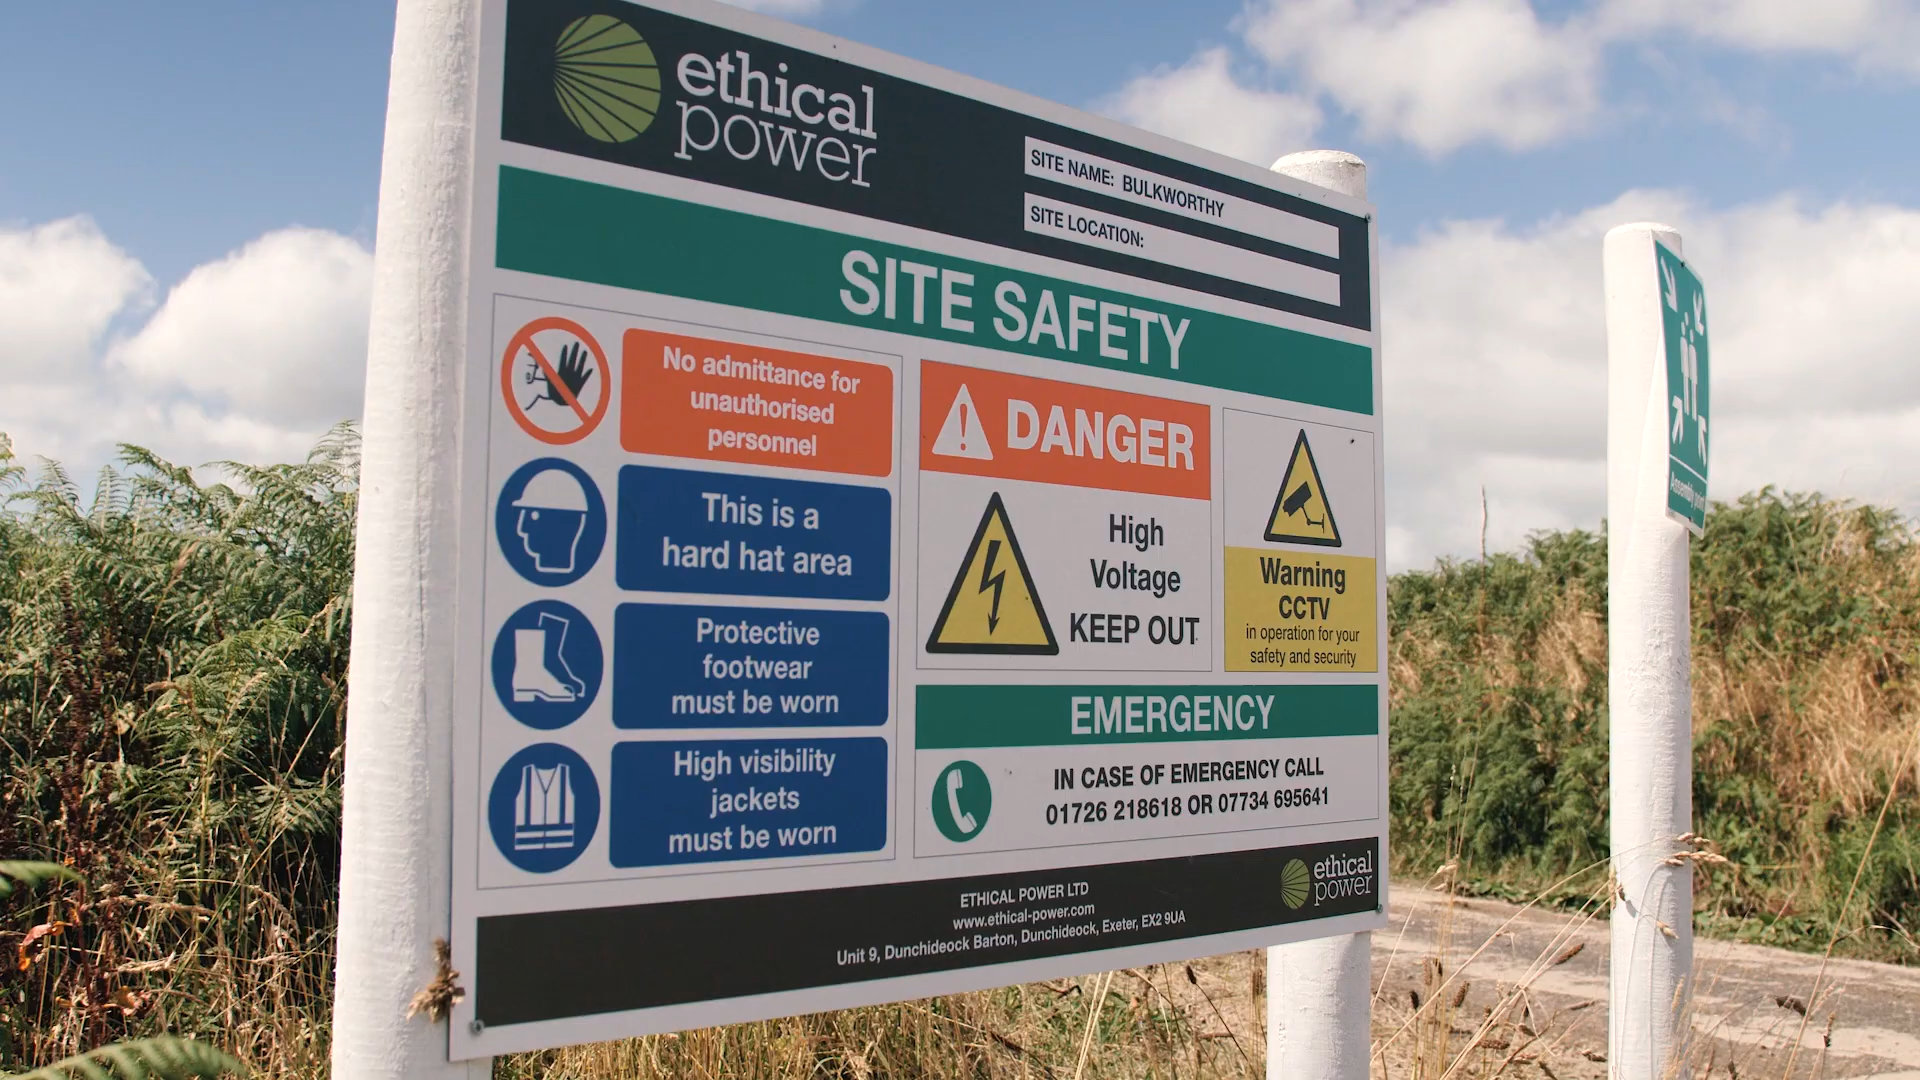 ethical
power
SITE NAME: BULKWORTHY
SITE LOCATION:
SITE SAFETY
No admittance for
unauthorised
personnel
This is a
hard hat area
Protective
footwear
must be worn
High visibility
jackets
must be worn
DANGER
High
Voltage
KEEP OUT
Warning
CCTV
in operation for your
safety and security
EMERGENCY
IN CASE OF EMERGENCY CALL
01726 218618 OR 07734 695641
ETHICAL POWER LTD
www.ethical-power.com
Unit 9, Dunchideock Barton, Dunchideock, Exeter, EX2 9UA
ethical
power
Assembly point